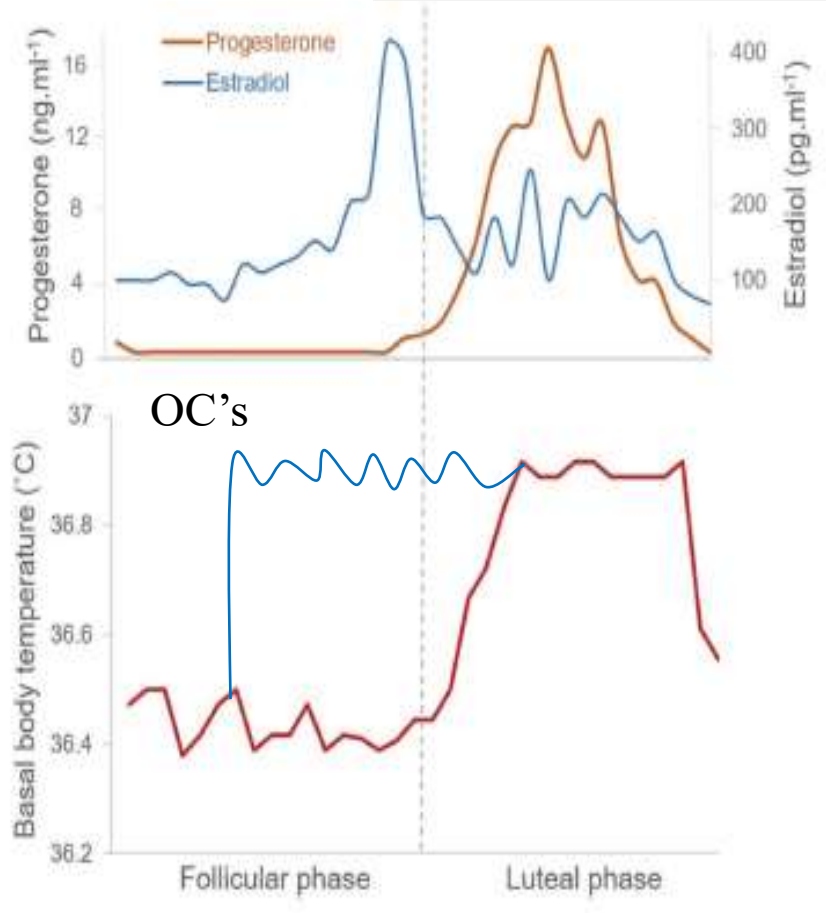 Progesterone
Estradiol
Progesterone (ng.ml-1)
16
12
8
4
0
400
300
200
100
Estradiol (pg.ml-1)
OC’s
Basal body temperature (˚C)
37
36.8
36.6
36.4
36.2
Follicular phase
Luteal phase